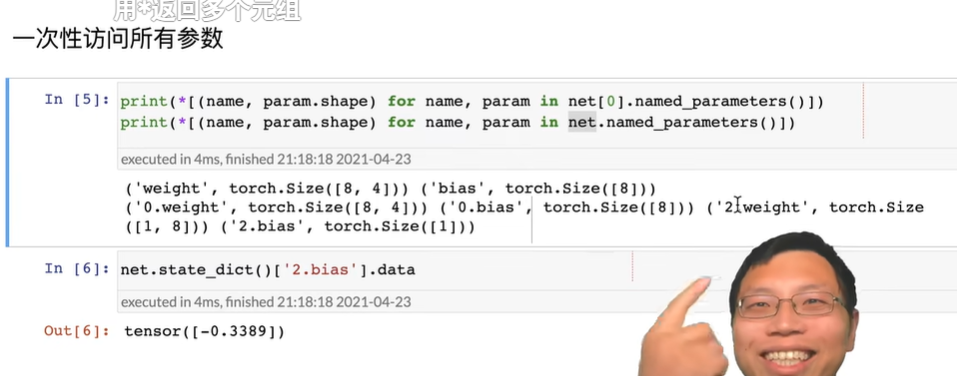 用*返回多个元组
一次性访问所有参数
In [5]: print(*[(name, param.shape) for name, param in net[0].named_parameters()])
print(*[(name, param.shape) for name, param in net.named_parameters()])
executed in 4ms, finished 21:18:18 2021-04-23
('weight', torch.Size([8, 4])) ('bias', torch.Size([8]))
('0.weight', torch.Size([8, 4])) ('0.bias', torch.Size([8])) ('2.weight', torch.Size
([1, 8])) ('2.bias', torch.Size([1]))
In [6]: net.state_dict()['2.bias'].data
executed in 4ms, finished 21:18:18 2021-04-23
Out[6]: tensor([-0.3389])